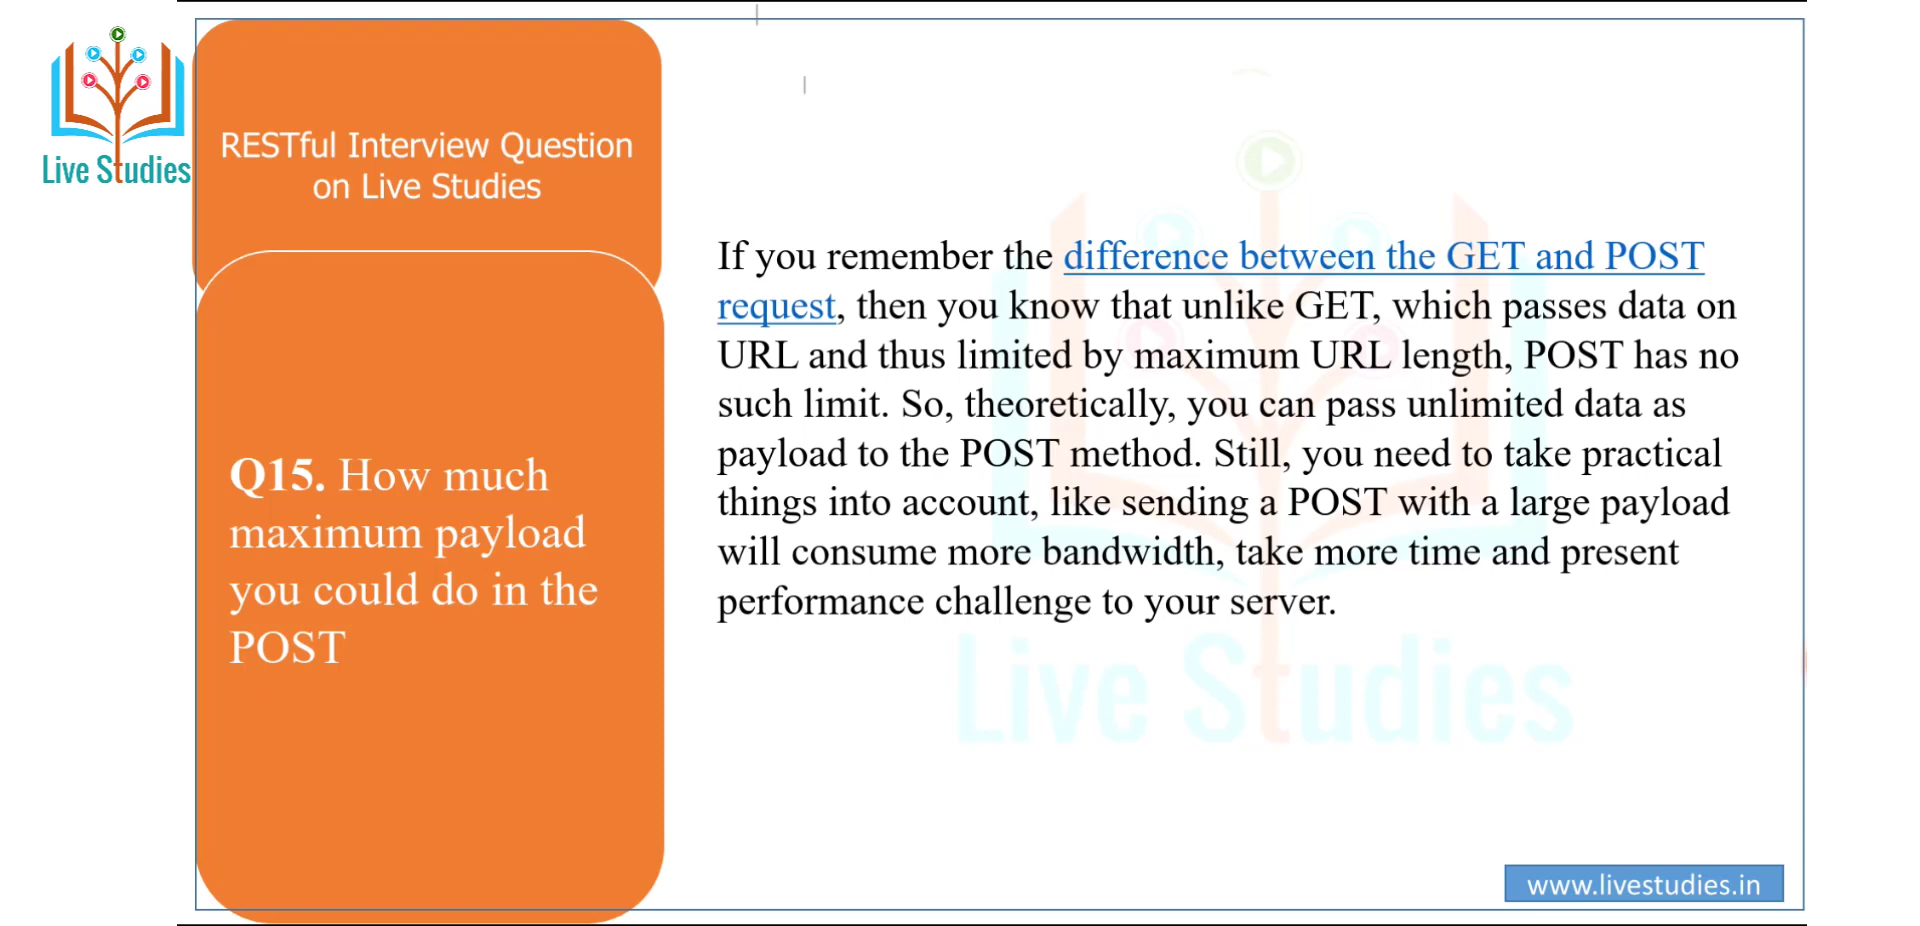 Live Studies
RESTful Interview Question
on Live Studies
Q15. How much
maximum payload
you could do in the
POST
If you remember the difference between the GET and POST
request, then you know that unlike GET, which passes data on
URL and thus limited by maximum URL length, POST has no
such limit. So, theoretically, you can pass unlimited data as
payload to the POST method. Still, you need to take practical
things into account, like sending a POST with a large payload
will consume more bandwidth, take more time and present
performance challenge to your server.
Live Studies
www.livestudies.in